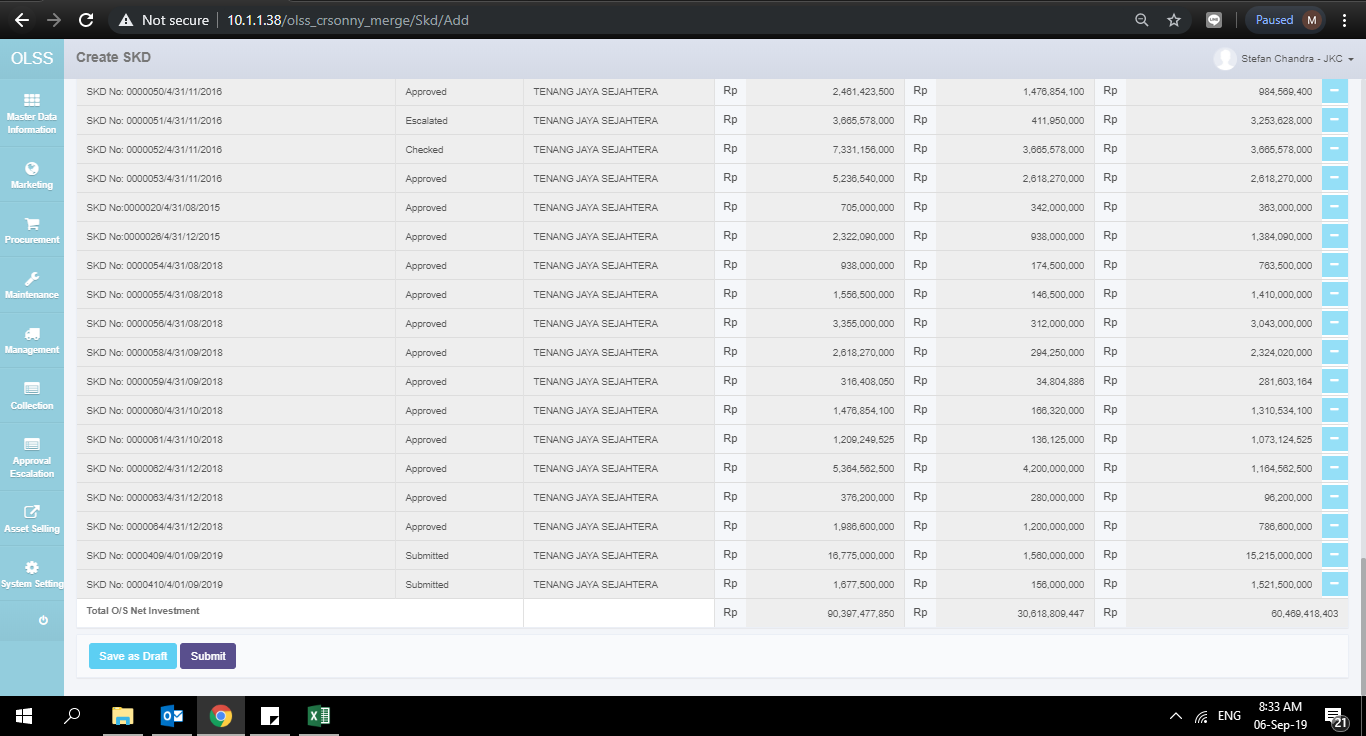 Not secure 10.1.1.38/olss_crsonny_merge/Skd/Add Paused M
OLSS Create SKD Stefan Chandra - JKC
Master Data Information
Marketing
Procurement
Maintenance
Management
Collection
Approval Escalation
Asset Selling
System Setting
SKD No: 0000050/4/31/11/2016 Approved TENANG JAYA SEJAHTERA Rp 2,461,423,500 Rp 1,476,854,100 Rp 984,569,400
SKD No: 0000051/4/31/11/2016 Escalated TENANG JAYA SEJAHTERA Rp 3,665,578,000 Rp 411,950,000 Rp 3,253,628,000
SKD No: 0000052/4/31/11/2016 Checked TENANG JAYA SEJAHTERA Rp 7,331,156,000 Rp 3,665,578,000 Rp 3,665,578,000
SKD No: 0000053/4/31/11/2016 Approved TENANG JAYA SEJAHTERA Rp 5,236,540,000 Rp 2,618,270,000 Rp 2,618,270,000
SKD No:0000020/4/31/08/2015 Approved TENANG JAYA SEJAHTERA Rp 705,000,000 Rp 342,000,000 Rp 363,000,000
SKD No:0000026/4/31/12/2015 Approved TENANG JAYA SEJAHTERA Rp 2,322,090,000 Rp 938,000,000 Rp 1,384,090,000
SKD No: 0000054/4/31/08/2018 Approved TENANG JAYA SEJAHTERA Rp 938,000,000 Rp 174,500,000 Rp 763,500,000
SKD No: 0000055/4/31/08/2018 Approved TENANG JAYA SEJAHTERA Rp 1,556,500,000 Rp 146,500,000 Rp 1,410,000,000
SKD No: 0000056/4/31/08/2018 Approved TENANG JAYA SEJAHTERA Rp 3,355,000,000 Rp 312,000,000 Rp 3,043,000,000
SKD No: 0000058/4/31/09/2018 Approved TENANG JAYA SEJAHTERA Rp 2,618,270,000 Rp 294,250,000 Rp 2,324,020,000
SKD No: 0000059/4/31/09/2018 Approved TENANG JAYA SEJAHTERA Rp 316,408,050 Rp 34,804,886 Rp 281,603,164
SKD No: 0000060/4/31/10/2018 Approved TENANG JAYA SEJAHTERA Rp 1,476,854,100 Rp 166,320,000 Rp 1,310,534,100
SKD No: 0000061/4/31/10/2018 Approved TENANG JAYA SEJAHTERA Rp 1,209,249,525 Rp 136,125,000 Rp 1,073,124,525
SKD No: 0000062/4/31/12/2018 Approved TENANG JAYA SEJAHTERA Rp 5,364,562,500 Rp 4,200,000,000 Rp 1,164,562,500
SKD No: 0000063/4/31/12/2018 Approved TENANG JAYA SEJAHTERA Rp 376,200,000 Rp 280,000,000 Rp 96,200,000
SKD No: 0000064/4/31/12/2018 Approved TENANG JAYA SEJAHTERA Rp 1,986,600,000 Rp 1,200,000,000 Rp 786,600,000
SKD No: 0000409/4/01/09/2019 Submitted TENANG JAYA SEJAHTERA Rp 16,775,000,000 Rp 1,560,000,000 Rp 15,215,000,000
SKD No: 0000410/4/01/09/2019 Submitted TENANG JAYA SEJAHTERA Rp 1,677,500,000 Rp 156,000,000 Rp 1,521,500,000
Total O/S Net Investment Rp 90,397,477,850 Rp 30,618,809,447 Rp 60,469,418,403
Save as Draft Submit
ENG 8:33 AM
06-Sep-19 21